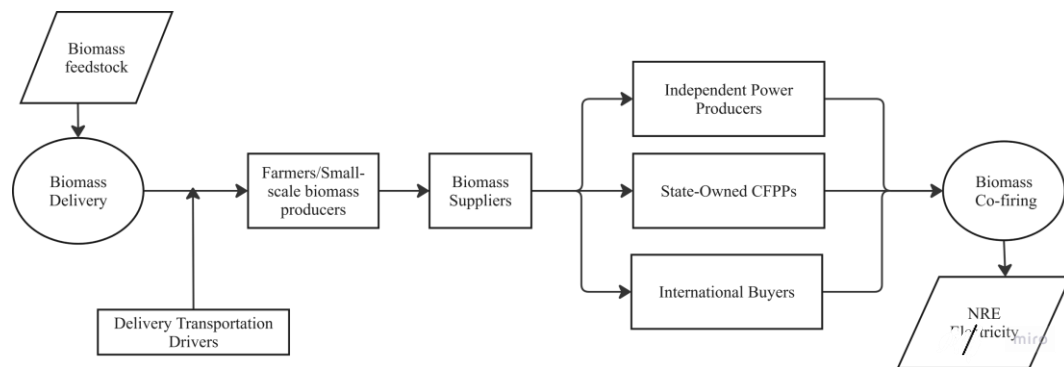 Biomass
feedstock
Biomass
Delivery
Delivery Transportation
Drivers
Farmers/Small-
scale biomass
producers
Biomass
Suppliers
Independent Power
Producers
State-Owned CFPPs
International Buyers
Biomass
Co-firing
NRE
miro